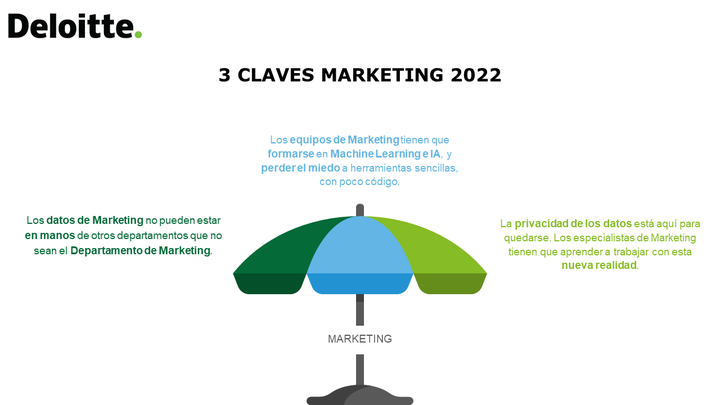 Deloitte.
3 CLAVES MARKETING 2022
Los equipos de Marketing tienen que
formarse en Machine Learning e IA, y
perder el miedo a herramientas sencillas,
con poco código.
Los datos de Marketing no pueden estar
en manos de otros departamentos que no
sean el Departamento de Marketing.
La privacidad de los datos está aquí para
quedarse. Los especialistas de Marketing
tienen que aprender a trabajar con esta
nueva realidad.
MARKETING